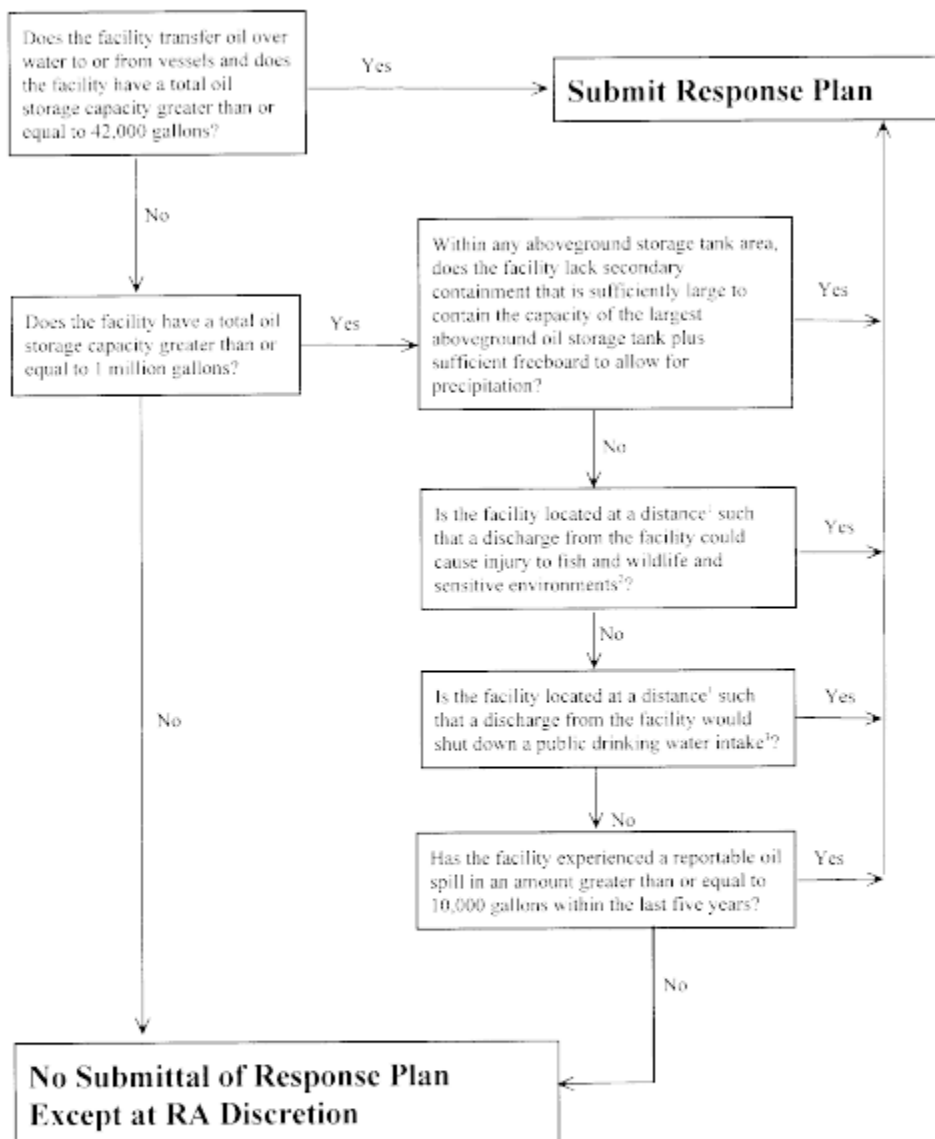 Does the facility transfer oil over
water to or from vessels and does
the facility have a total oil
storage capacity greater than or
equal to 42,000 gallons?
Yes
Submit Response Plan
No
Within any aboveground storage tank area,
does the facility lack secondary
containment that is sufficiently large to
contain the capacity of the largest
aboveground oil storage tank plus
sufficient freeboard to allow for
precipitation?
Yes
Does the facility have a total oil
storage capacity greater than or
equal to 1 million gallons?
Yes
No
Is the facility located at a distance¹ such
that a discharge from the facility could
cause injury to fish and wildlife and
sensitive environments²?
Yes
No
Is the facility located at a distance¹ such
that a discharge from the facility would
shut down a public drinking water intake³?
Yes
No
No
Has the facility experienced a reportable oil
spill in an amount greater than or equal to
10,000 gallons within the last five years?
Yes
No
No Submittal of Response Plan
Except at RA Discretion